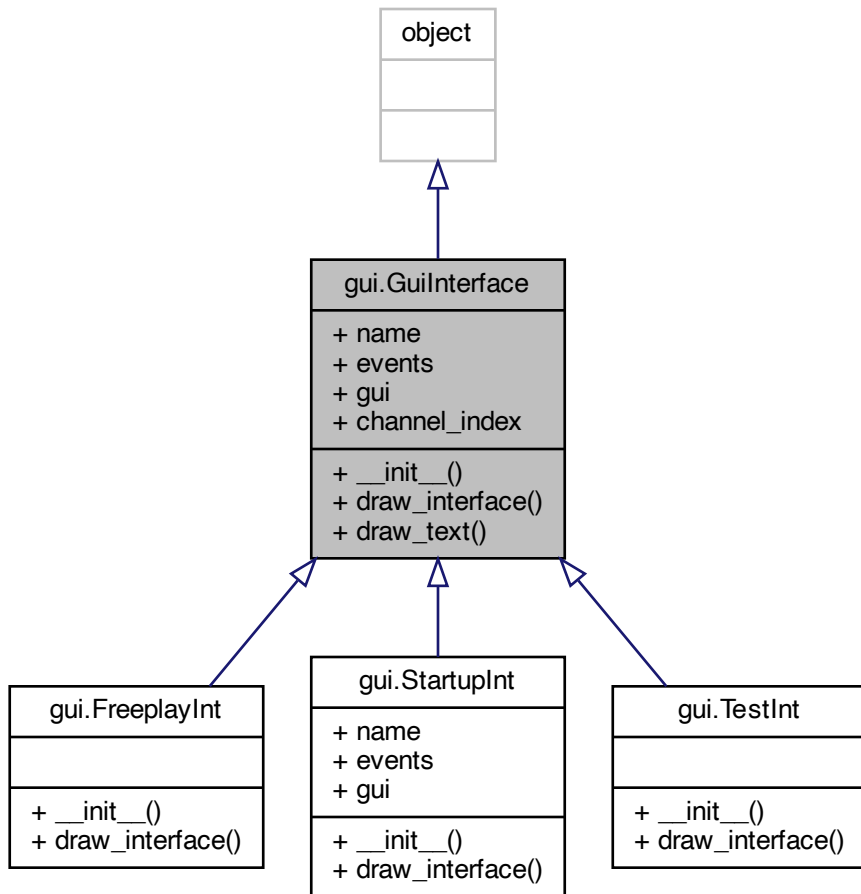 object
gui.GuiInterface
+ name
+ events
+ gui
+ channel_index
+ __init__()
+ draw_interface()
+ draw_text()
gui.FreeplayInt
+ __init__()
+ draw_interface()
gui.StartupInt
+ name
+ events
+ gui
+ __init__()
+ draw_interface()
gui.TestInt
+ __init__()
+ draw_interface()